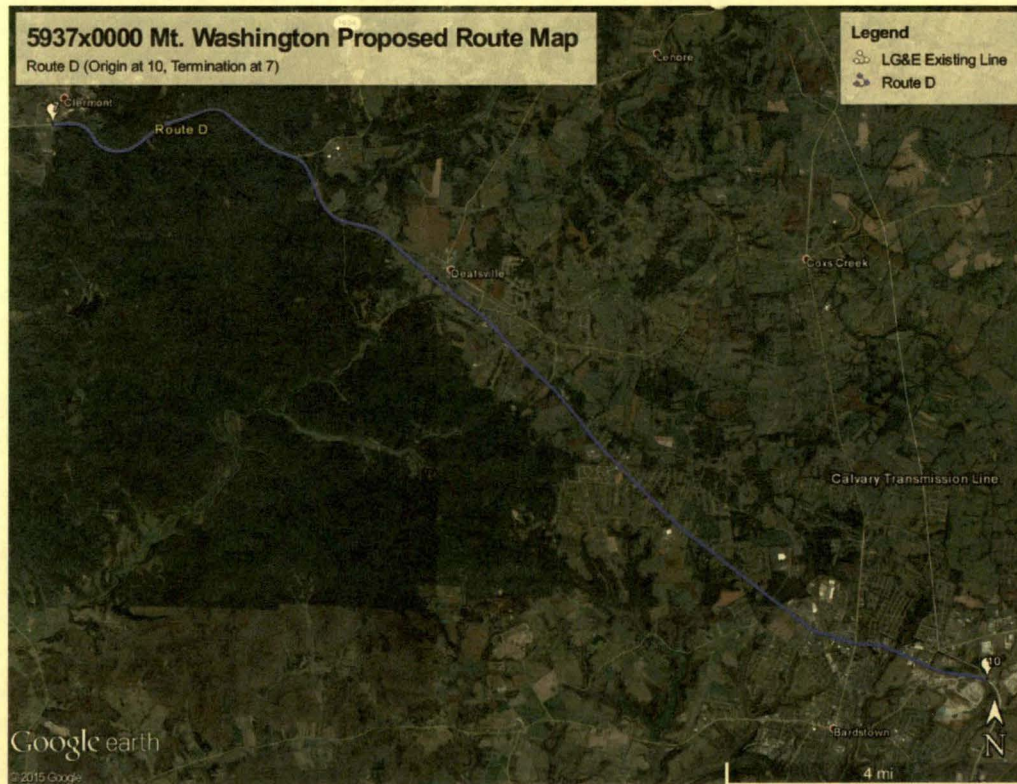 5937x0000 Mt. Washington Proposed Route Map
Route D (Origin at 10, Termination at 7)
Legend
LG&E Existing Line
Route D
Lenore
Clermont
Route D
Coxs Creek
Deatsville
Calvary Transmission Line
10
Bardstown
N
Google earth
© 2015 Google
4 mi